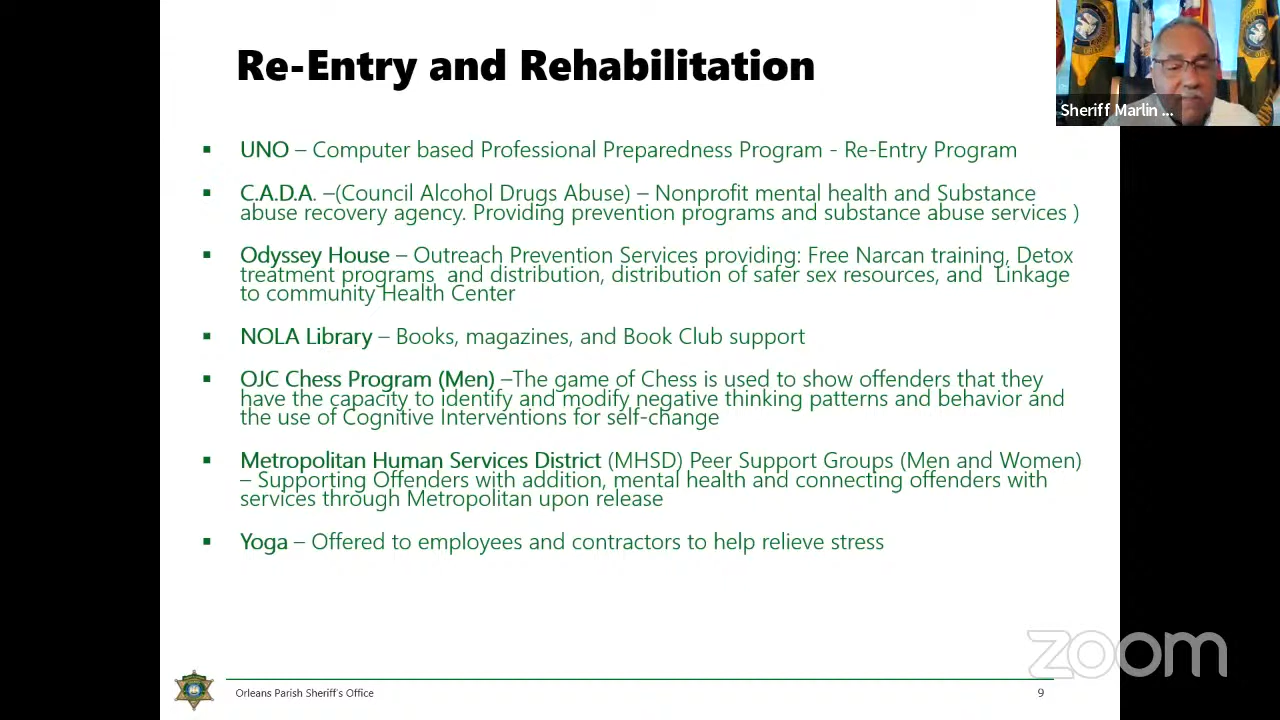 Re-Entry and Rehabilitation
Sheriff Marlin ...
▪ UNO – Computer based Professional Preparedness Program - Re-Entry Program
▪ C.A.D.A. –(Council Alcohol Drugs Abuse) – Nonprofit mental health and Substance
abuse recovery agency. Providing prevention programs and substance abuse services )
▪ Odyssey House – Outreach Prevention Services providing: Free Narcan training, Detox
treatment programs and distribution, distribution of safer sex resources, and Linkage
to community Health Center
▪ NOLA Library – Books, magazines, and Book Club support
▪ OJC Chess Program (Men) –The game of Chess is used to show offenders that they
have the capacity to identify and modify negative thinking patterns and behavior and
the use of Cognitive Interventions for self-change
▪ Metropolitan Human Services District (MHSD) Peer Support Groups (Men and Women)
– Supporting Offenders with addition, mental health and connecting offenders with
services through Metropolitan upon release
▪ Yoga – Offered to employees and contractors to help relieve stress
zoom
Orleans Parish Sheriff's Office
9